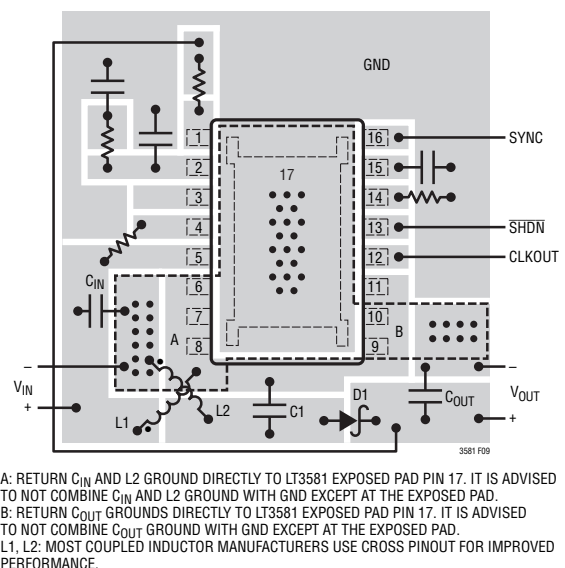 GND
1
2
3
4
5
6
7
8
17
16
15
14
13
12
11
10
9
SYNC
SHDN
CLKOUT
CIN
A
B
–
VIN
+
L1
L2
C1
D1
COUT
–
VOUT
+
3581 F09
A: RETURN CIN AND L2 GROUND DIRECTLY TO LT3581 EXPOSED PAD PIN 17. IT IS ADVISED
TO NOT COMBINE CIN AND L2 GROUND WITH GND EXCEPT AT THE EXPOSED PAD.
B: RETURN COUT GROUNDS DIRECTLY TO LT3581 EXPOSED PAD PIN 17. IT IS ADVISED
TO NOT COMBINE COUT GROUND WITH GND EXCEPT AT THE EXPOSED PAD.
L1, L2: MOST COUPLED INDUCTOR MANUFACTURERS USE CROSS PINOUT FOR IMPROVED
PERFORMANCE.